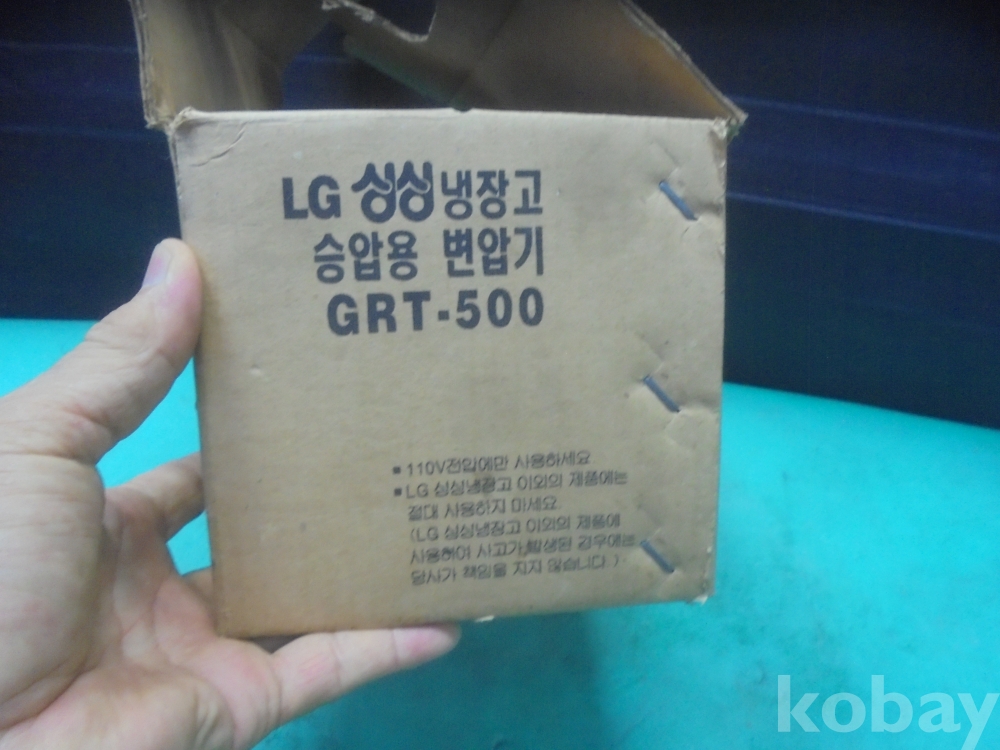 LG 싱싱냉장고
승압용 변압기
GRT-500
▪ 110V전압에만 사용하세요
▪ LG 싱싱냉장고 이외의 제품에는
절대 사용하지 마세요.
(LG 싱싱냉장고 이외의 제품에
사용하여 사고가 발생된 경우에는
당사가 책임을 지지 않습니다.)
kobay